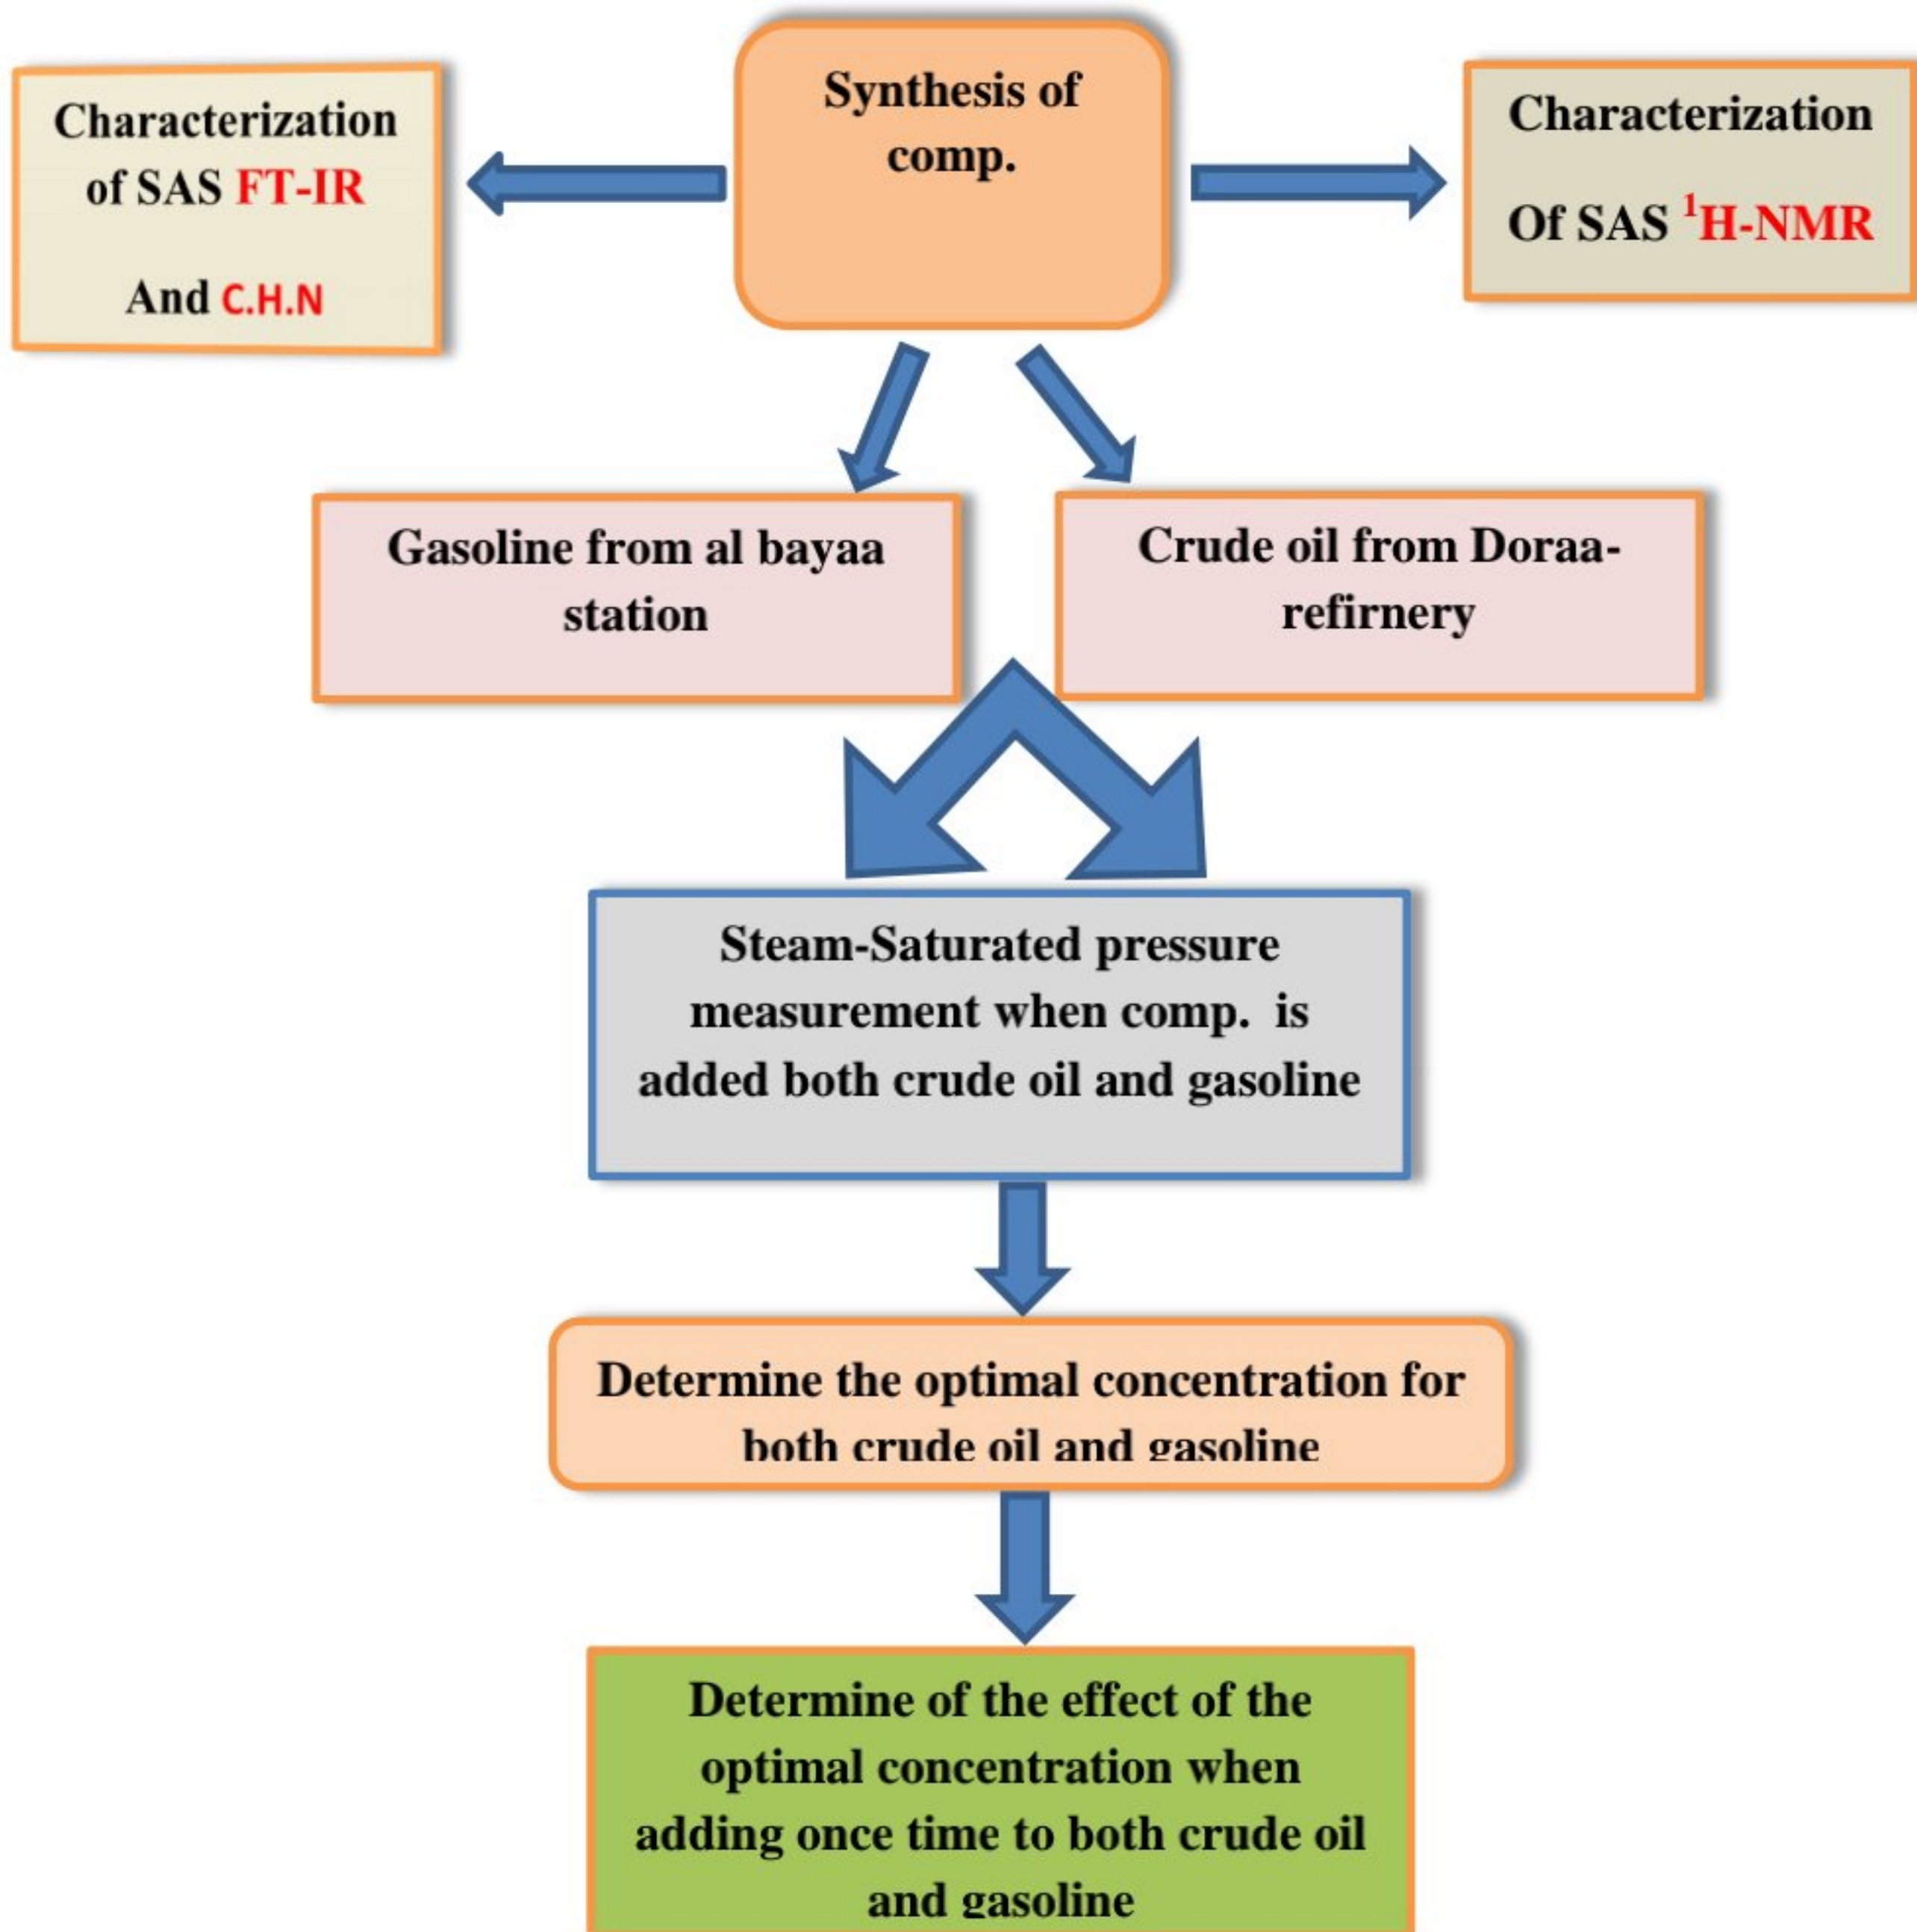 Synthesis of
comp.
Characterization
of SAS FT-IR
And C.H.N
Characterization
Of SAS ¹H-NMR
Gasoline from al bayaa
station
Crude oil from Doraa-
refirnery
Steam-Saturated pressure
measurement when comp. is
added both crude oil and gasoline
Determine the optimal concentration for
both crude oil and gasoline
Determine of the effect of the
optimal concentration when
adding once time to both crude oil
and gasoline